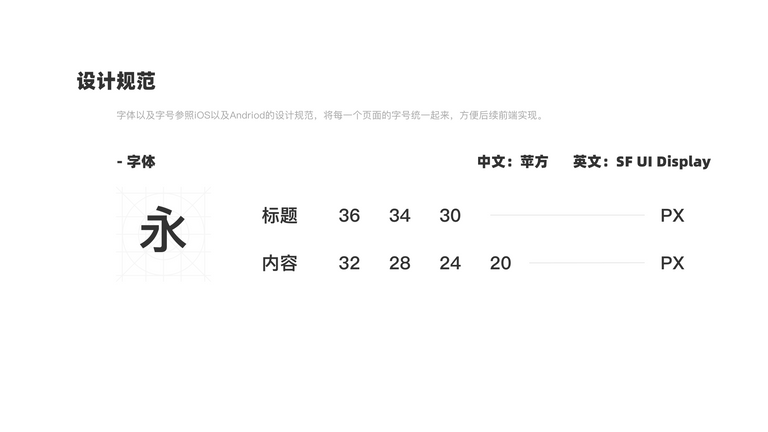 设计规范
字体以及字号参照iOS以及Andriod的设计规范，将每一个页面的字号统一起来，方便后续前端实现。
- 字体
中文：苹方 英文：SF UI Display
永
标题 36 34 30 PX
内容 32 28 24 20 PX